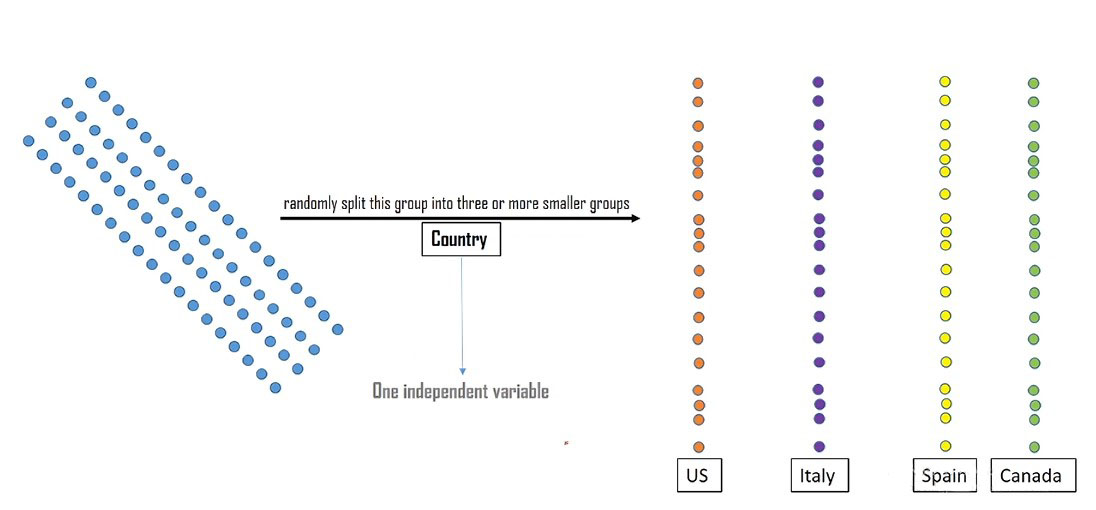 randomly split this group into three or more smaller groups
Country
One independent variable
US
Italy
Spain
Canada